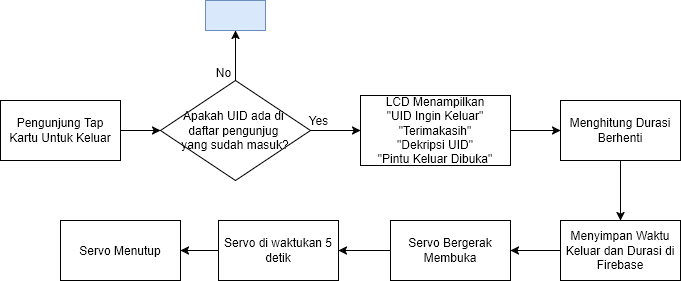 No
Pengunjung Tap
Kartu Untuk Keluar
Apakah UID ada di
daftar pengunjug
yang sudah masuk?
Yes
LCD Menampilkan
"UID Ingin Keluar"
"Terimakasih"
"Dekripsi UID"
"Pintu Keluar Dibuka"
Menghitung Durasi
Berhenti
Menyimpan Waktu
Keluar dan Durasi di
Firebase
Servo Bergerak
Membuka
Servo di waktukan 5
detik
Servo Menutup